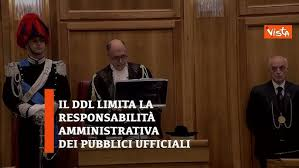 vista
IL DDL LIMITA LA
RESPONSABILITÀ
AMMINISTRATIVA
DEI PUBBLICI UFFICIALI